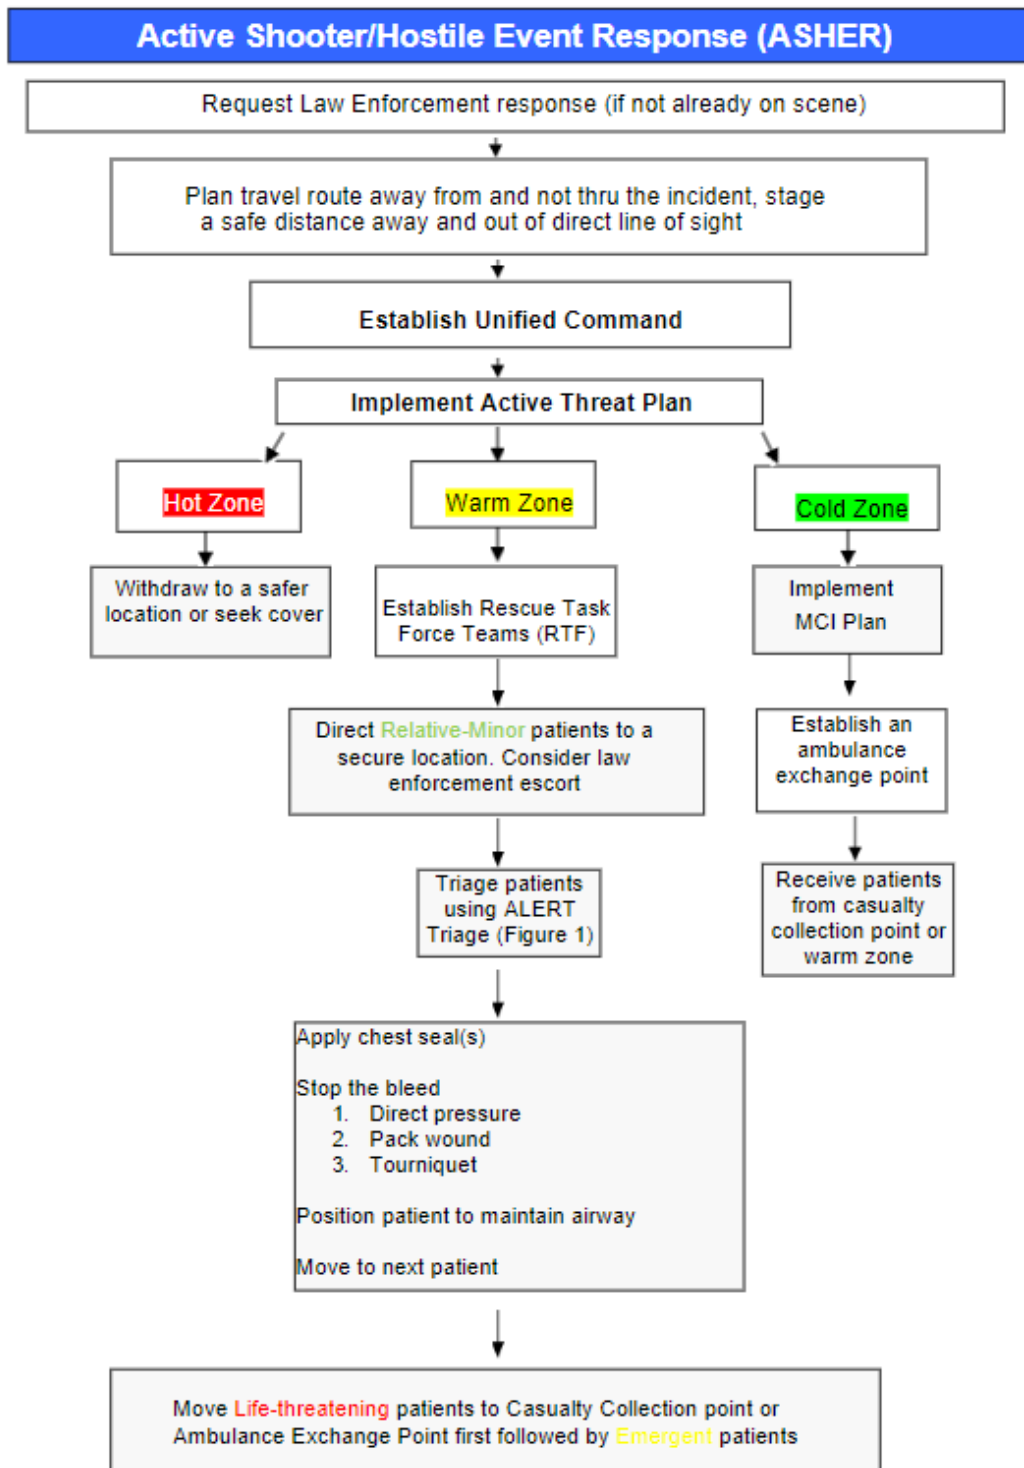 Active Shooter/Hostile Event Response (ASHER)
Request Law Enforcement response (if not already on scene)
Plan travel route away from and not thru the incident, stage
a safe distance away and out of direct line of sight
Establish Unified Command
Implement Active Threat Plan
Hot Zone
Withdraw to a safer
location or seek cover
Warm Zone
Establish Rescue Task
Force Teams (RTF)
Direct Relative-Minor patients to a
secure location. Consider law
enforcement escort
Triage patients
using ALERT
Triage (Figure 1)
Apply chest seal(s)
Stop the bleed
1. Direct pressure
2. Pack wound
3. Tourniquet
Position patient to maintain airway
Move to next patient
Move Life-threatening patients to Casualty Collection point or
Ambulance Exchange Point first followed by Emergent patients
Cold Zone
Implement
MCI Plan
Establish an
ambulance
exchange point
Receive patients
from casualty
collection point or
warm zone